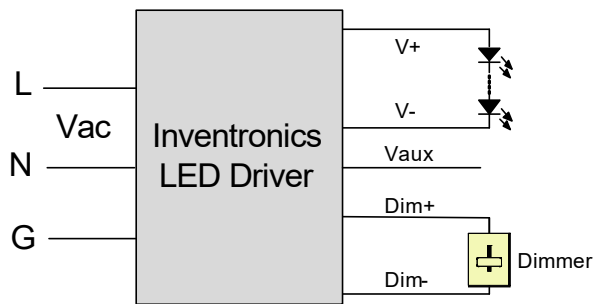 L
Vac
N
G
Inventronics
LED Driver
V+
V-
Vaux
Dim+
Dim-
Dimmer